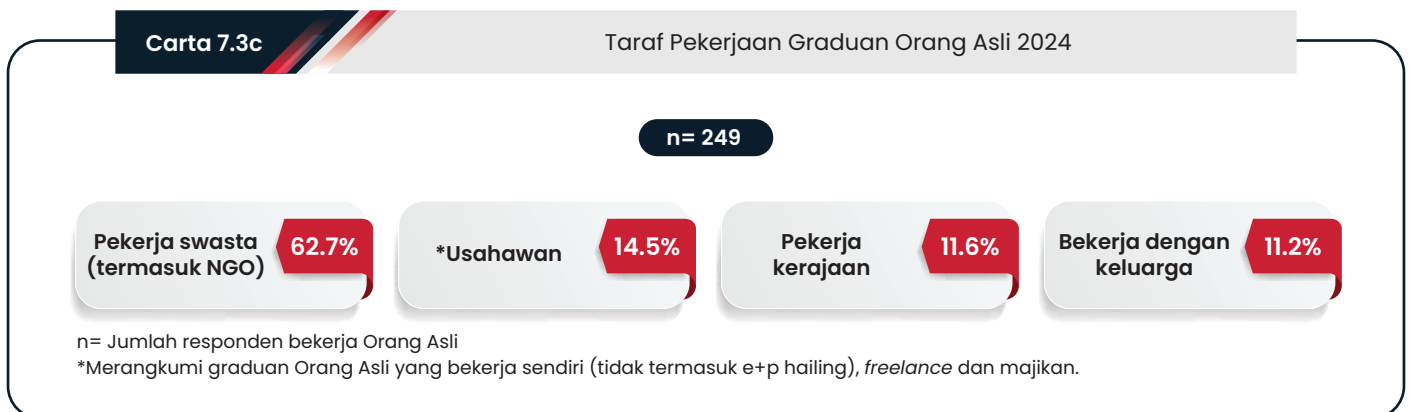 Carta 7.3c
Taraf Pekerjaan Graduan Orang Asli 2024
n= 249
Pekerja swasta
(termasuk NGO)
62.7%
*Usahawan
14.5%
Pekerja
kerajaan
11.6%
Bekerja dengan
keluarga
11.2%
n= Jumlah responden bekerja Orang Asli
*Merangkumi graduan Orang Asli yang bekerja sendiri (tidak termasuk e+p hailing), freelance dan majikan.